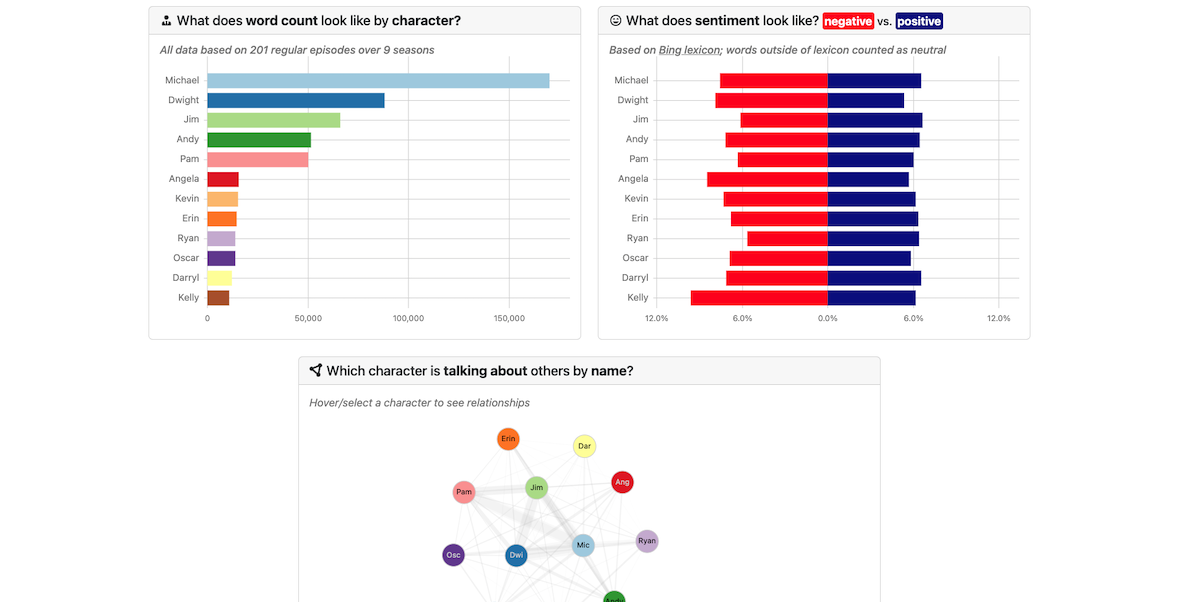 What does word count look like by character?
All data based on 201 regular episodes over 9 seasons
Michael
Dwight
Jim
Andy
Pam
Angela
Kevin
Erin
Ryan
Oscar
Darryl
Kelly
0
50,000
100,000
150,000
What does sentiment look like? negative vs. positive
Based on Bing lexicon; words outside of lexicon counted as neutral
Michael
Dwight
Jim
Andy
Pam
Angela
Kevin
Erin
Ryan
Oscar
Darryl
Kelly
12.0%
6.0%
0.0%
6.0%
12.0%
Which character is talking about others by name?
Hover/select a character to see relationships
Erin
Dar
Ang
Jim
Pam
Ryan
Mic
Osc
Dwi
Andy